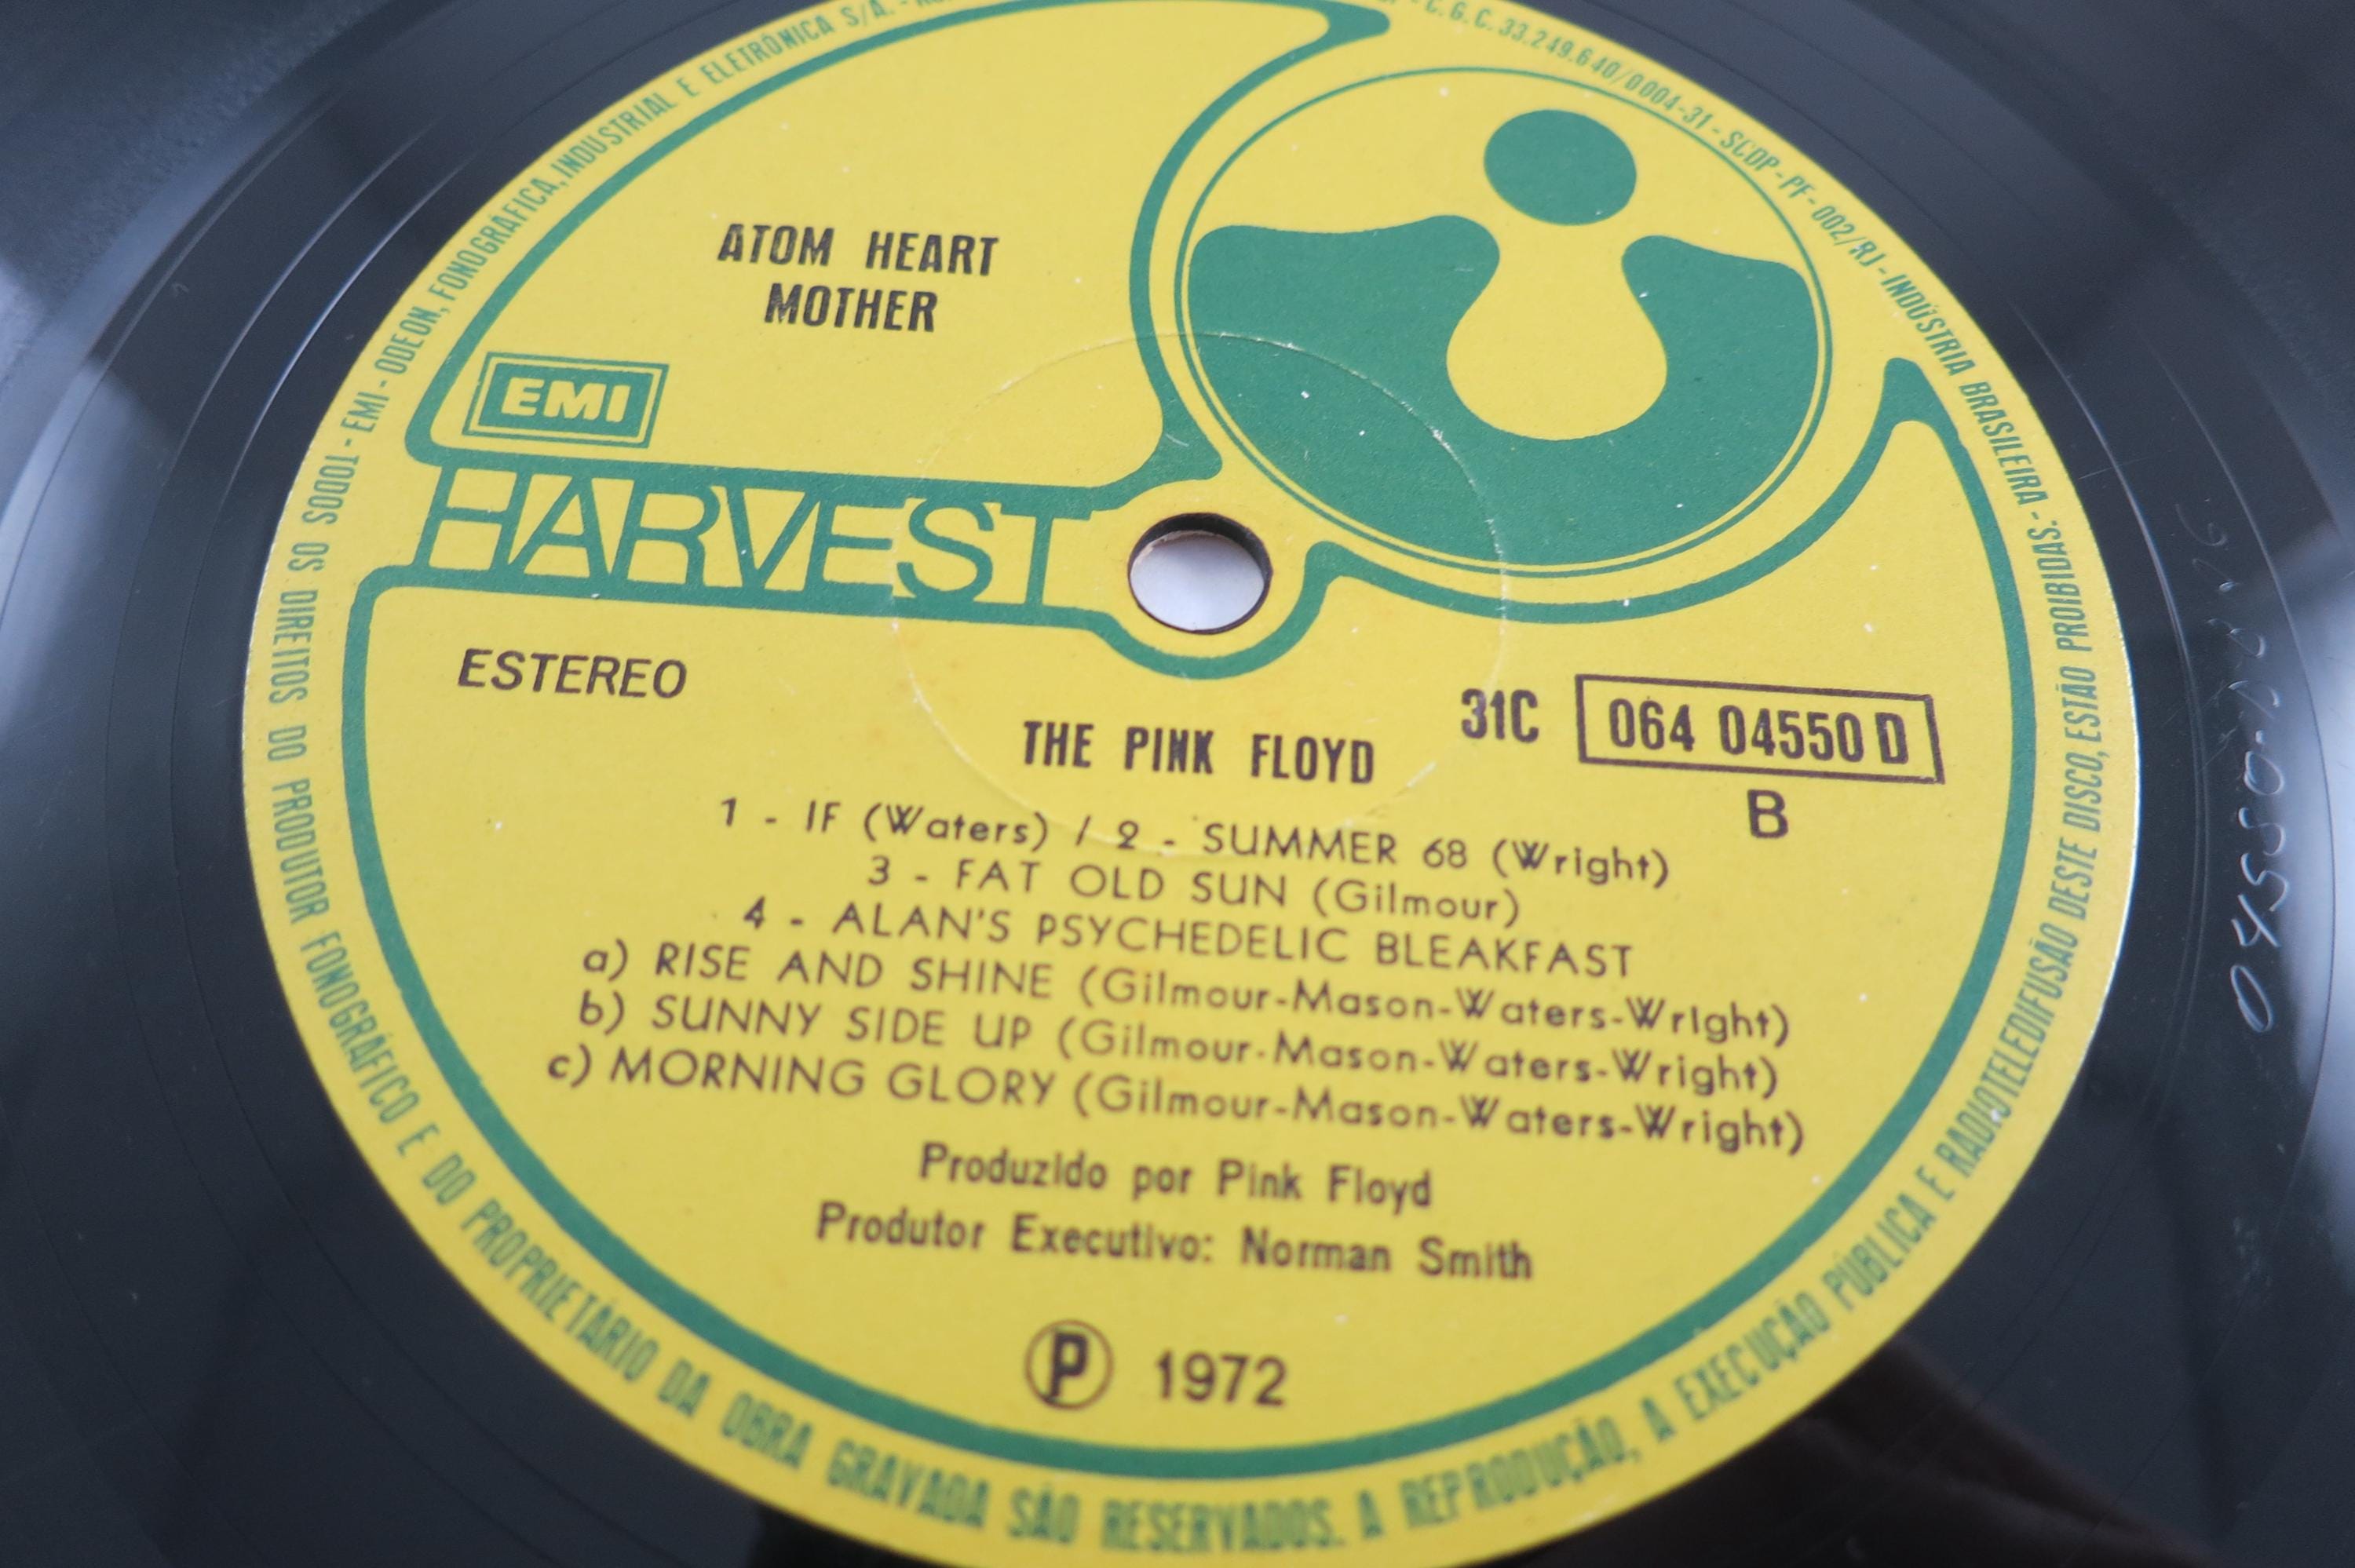 ATOM HEART
MOTHER
EMI
HARVEST
ESTEREO
31C 064 04550 D
B
THE PINK FLOYD
1 - IF (Waters) / 2 - SUMMER 68 (Wright)
3 - FAT OLD SUN (Gilmour)
4 - ALAN'S PSYCHEDELIC BLEAKFAST
a) RISE AND SHINE (Gilmour-Mason-Waters-Wright)
b) SUNNY SIDE UP (Gilmour-Mason-Waters-Wright)
c) MORNING GLORY (Gilmour-Mason-Waters-Wright)
Produzido por Pink Floyd
Produtor Executivo: Norman Smith
Ⓟ 1972
TODOS OS DIREITOS DO PRODUTOR FONOGRÁFICO E DO PROPRIETÁRIO DA OBRA GRAVADA SÃO RESERVADOS. A REPRODUÇÃO, A EXECUÇÃO PÚBLICA E RADIOTELEDIFUSÃO DESTE DISCO, ESTÃO PROIBIDAS.
EMI - ODEON, FONOGRÁFICA, INDUSTRIAL E ELETRÔNICA S/A. -
C.G.C. 33.249.640/0004-31 - SCDP - PF - 002/RJ - INDÚSTRIA BRASILEIRA -